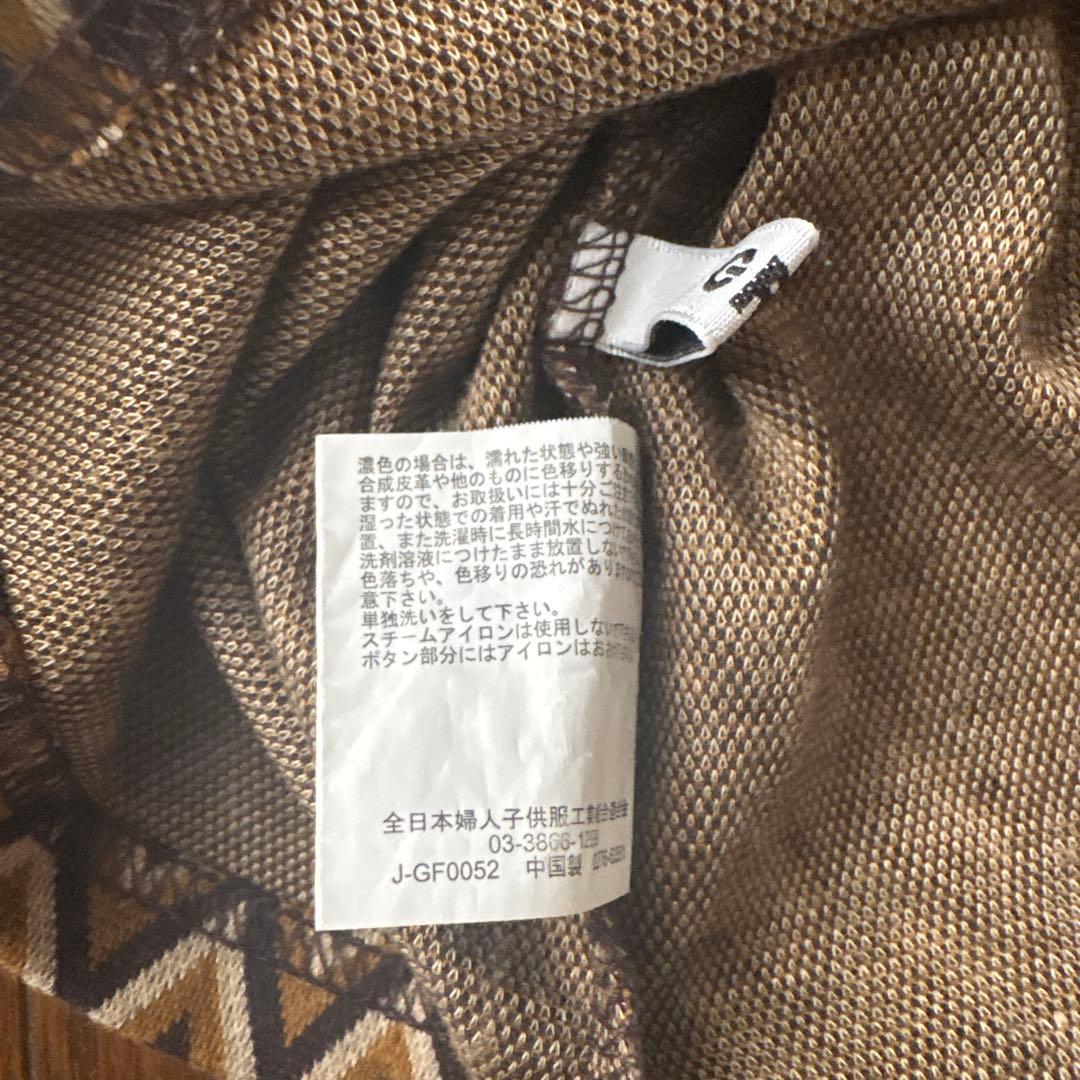 濃色の場合は、濡れた状態や強い
合成皮革や他のものに色移りする
ますので、お取扱いには十分ご注
湿った状態での着用や汗でぬれた
置、また洗濯時に長時間水につけ
洗剤溶液につけたまま放置しない
色落ちや、色移りの恐れがあります
意下さい。
単独洗いをして下さい。
スチームアイロンは使用しない
ボタン部分にはアイロンはお
全日本婦人子供服工業組合連合会
03-3866-
J-GF0052 中国製